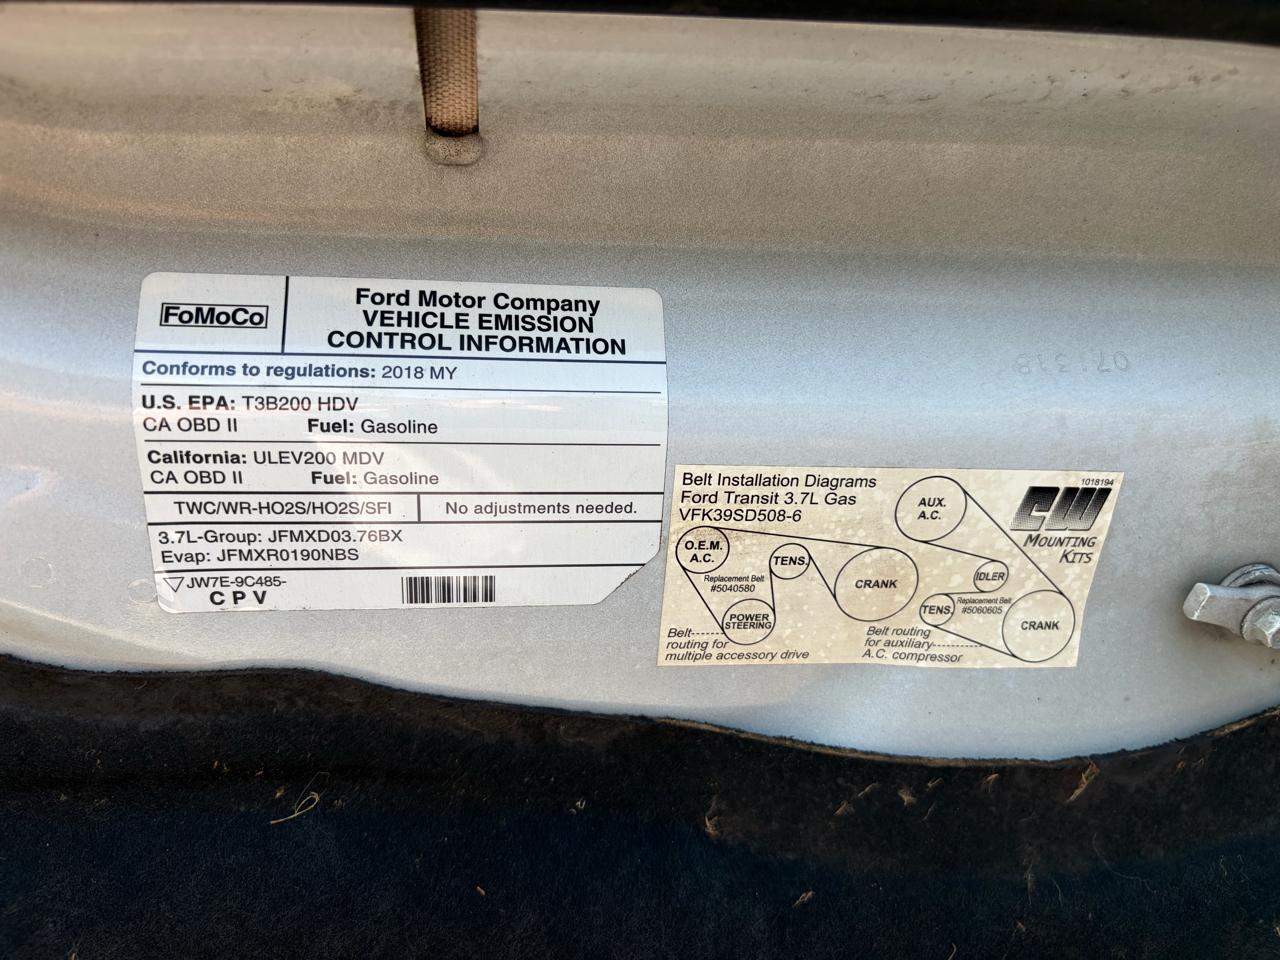 FoMoCo
Ford Motor Company
VEHICLE EMISSION
CONTROL INFORMATION
Conforms to regulations: 2018 MY
U.S. EPA: T3B200 HDV
CA OBD II Fuel: Gasoline
California: ULEV200 MDV
CA OBD II Fuel: Gasoline
TWC/WR-HO2S/HO2S/SFI No adjustments needed.
3.7L-Group: JFMXD03.76BX
Evap: JFMXR0190NBS
JW7E-9C485-
C P V
Belt Installation Diagrams
Ford Transit 3.7L Gas
VFK39SD508-6
O.E.M.
A.C.
TENS.
Replacement Belt
#5040580
CRANK
POWER
STEERING
Belt
routing for
multiple accessory drive
1018194
CW
MOUNTING
KITS
AUX.
A.C.
IDLER
TENS.
Replacement Belt
#5060605
CRANK
Belt routing
for auxiliary
A.C. compressor